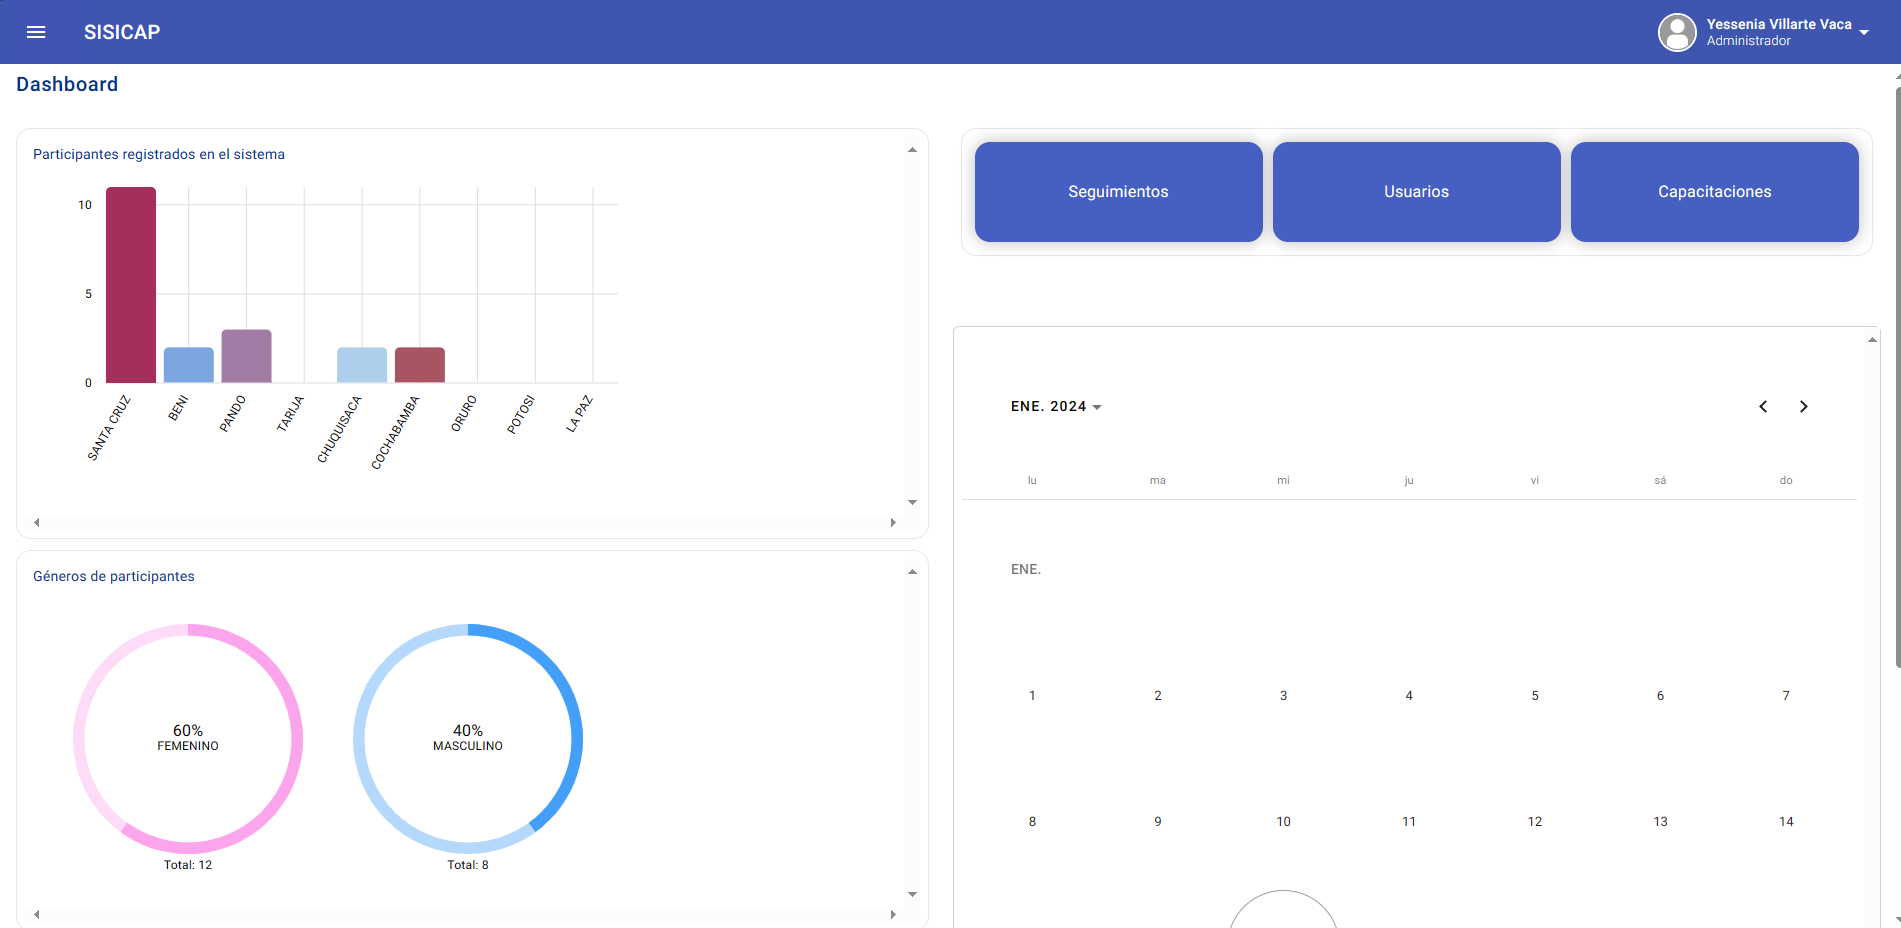 SISICAP
Yessenia Villarte Vaca
Administrador
Dashboard
Participantes registrados en el sistema
10
5
0
SANTA CRUZ
BENI
PANDO
TARIJA
CHUQUISACA
COCHABAMBA
ORURO
POTOSI
LA PAZ
Géneros de participantes
60%
FEMENINO
Total: 12
40%
MASCULINO
Total: 8
Seguimientos
Usuarios
Capacitaciones
ENE. 2024
lu ma mi ju vi sá do
ENE.
1 2 3 4 5 6 7
8 9 10 11 12 13 14